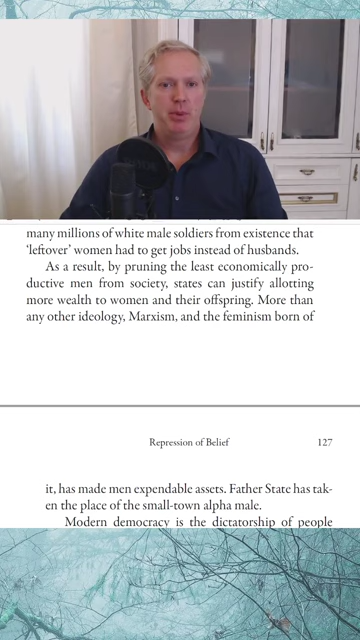 many millions of white male soldiers from existence that
‘leftover’ women had to get jobs instead of husbands.
As a result, by pruning the least economically pro-
ductive men from society, states can justify allotting
more wealth to women and their offspring. More than
any other ideology, Marxism, and the feminism born of
Repression of Belief 127
it, has made men expendable assets. Father State has tak-
en the place of the small-town alpha male.
Modern democracy is the dictatorship of people